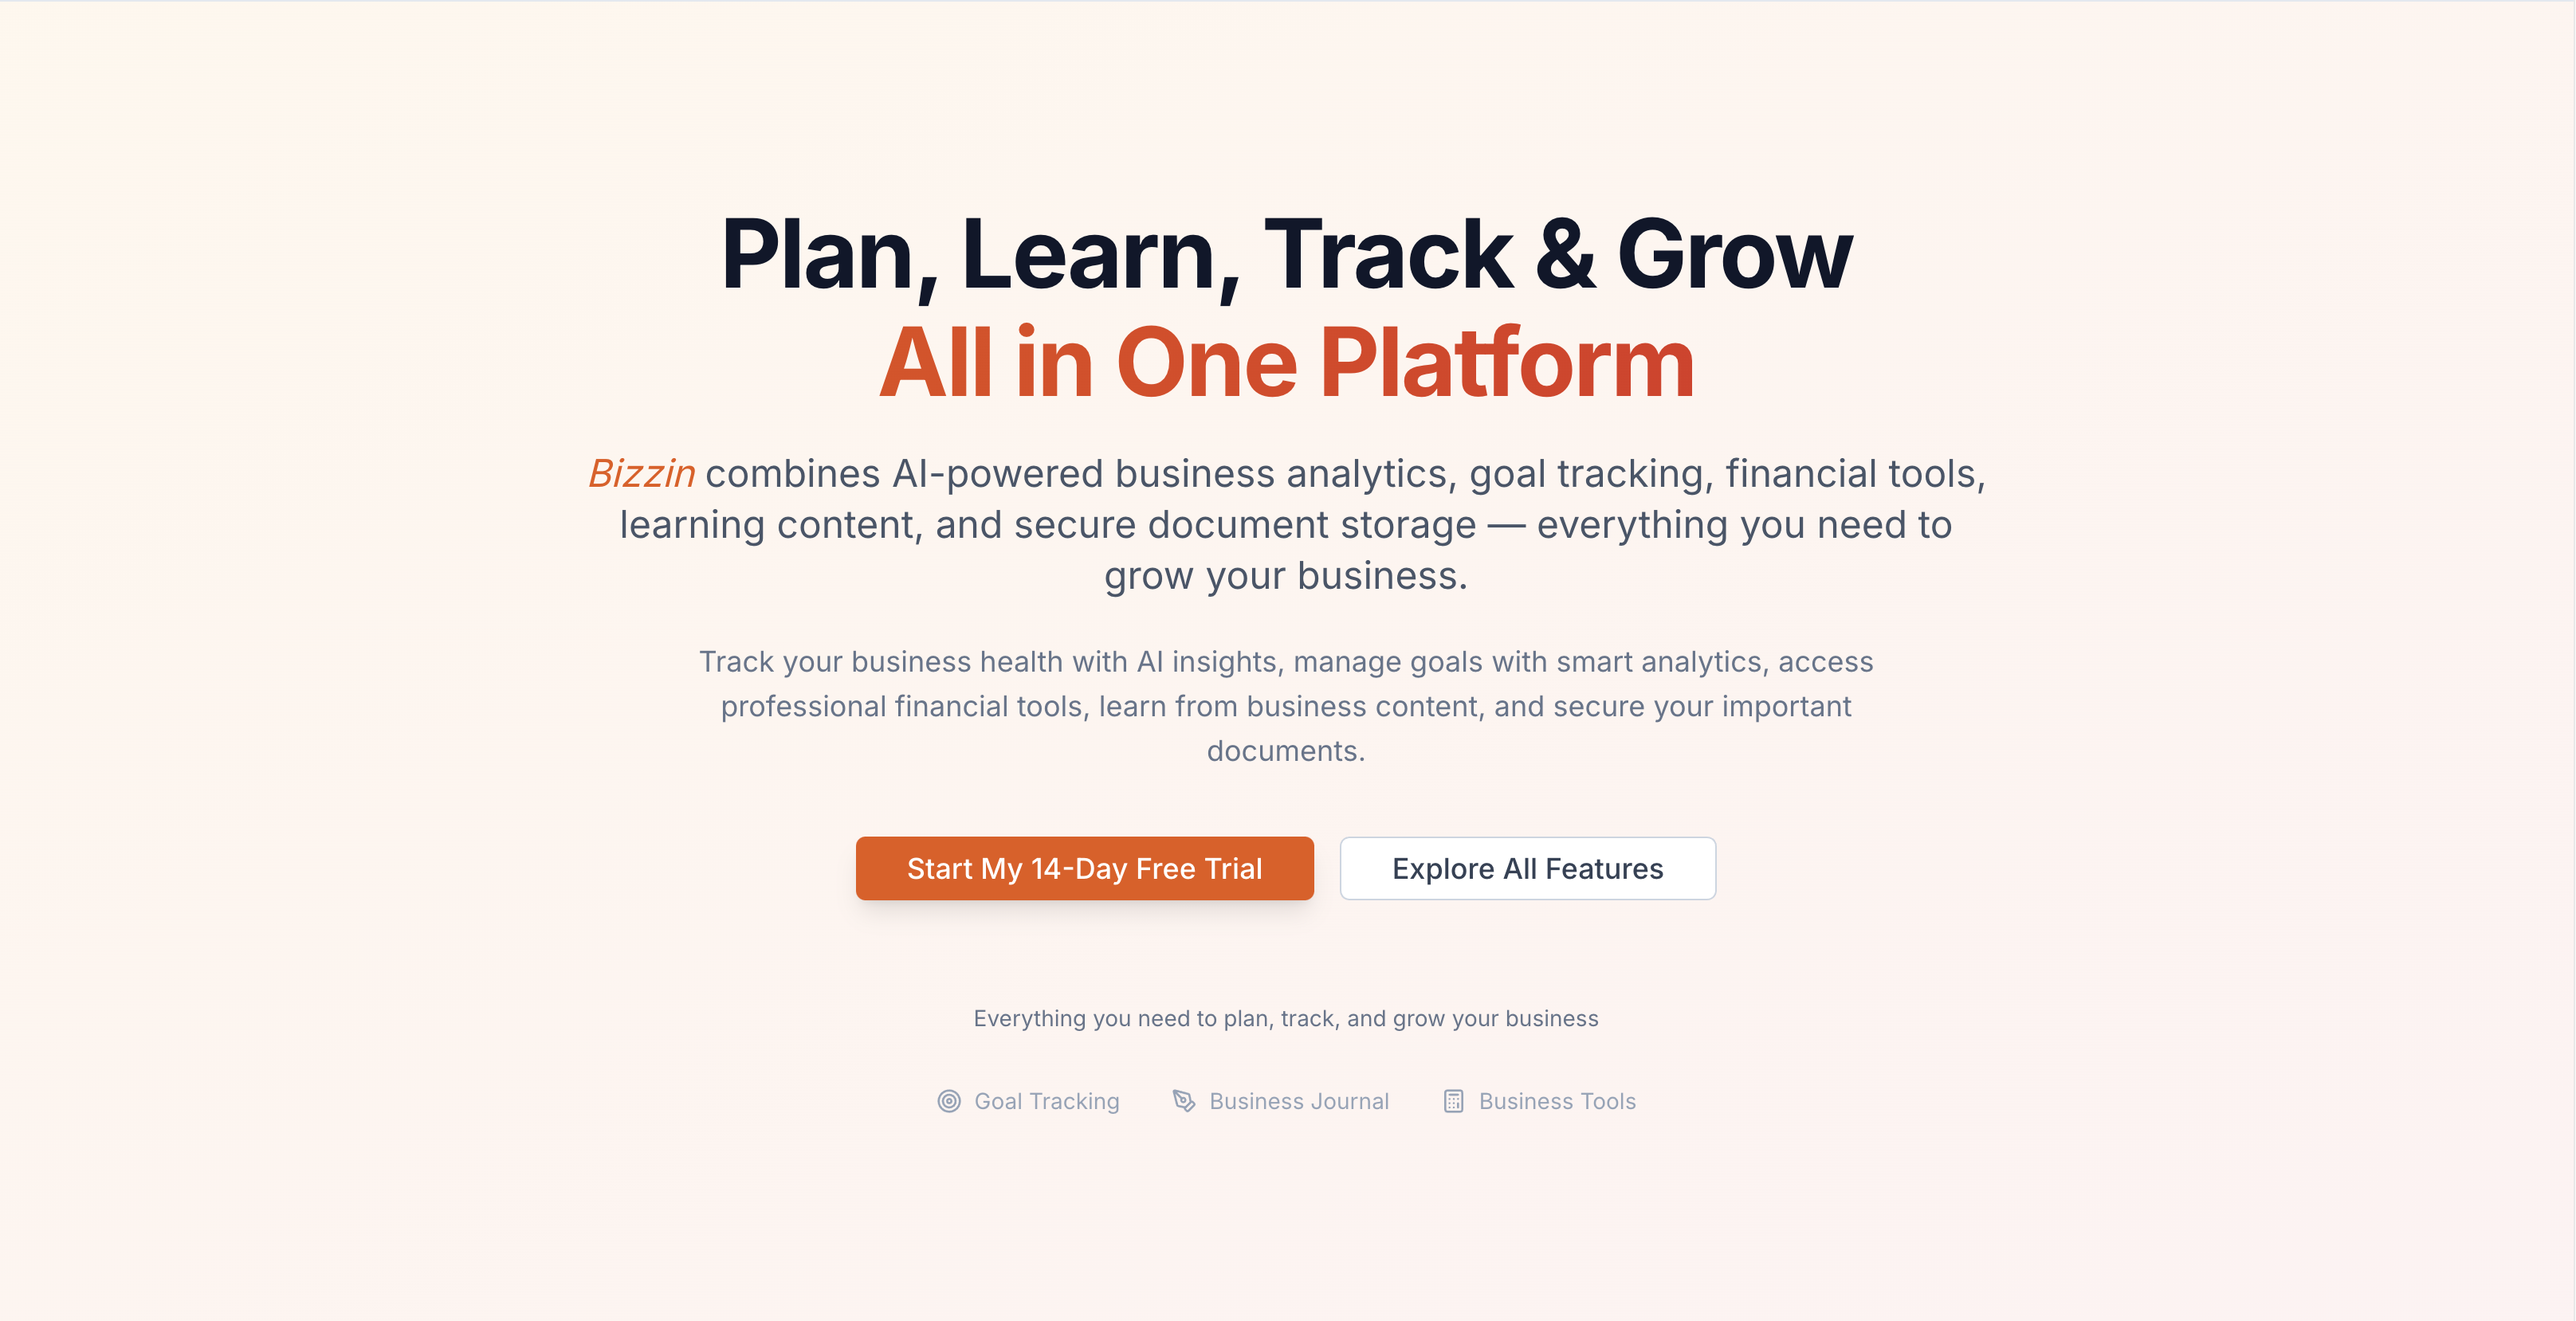 Plan, Learn, Track & Grow
All in One Platform
Bizzin combines AI-powered business analytics, goal tracking, financial tools,
learning content, and secure document storage — everything you need to
grow your business.
Track your business health with AI insights, manage goals with smart analytics, access
professional financial tools, learn from business content, and secure your important
documents.
Start My 14-Day Free Trial
Explore All Features
Everything you need to plan, track, and grow your business
Goal Tracking
Business Journal
Business Tools